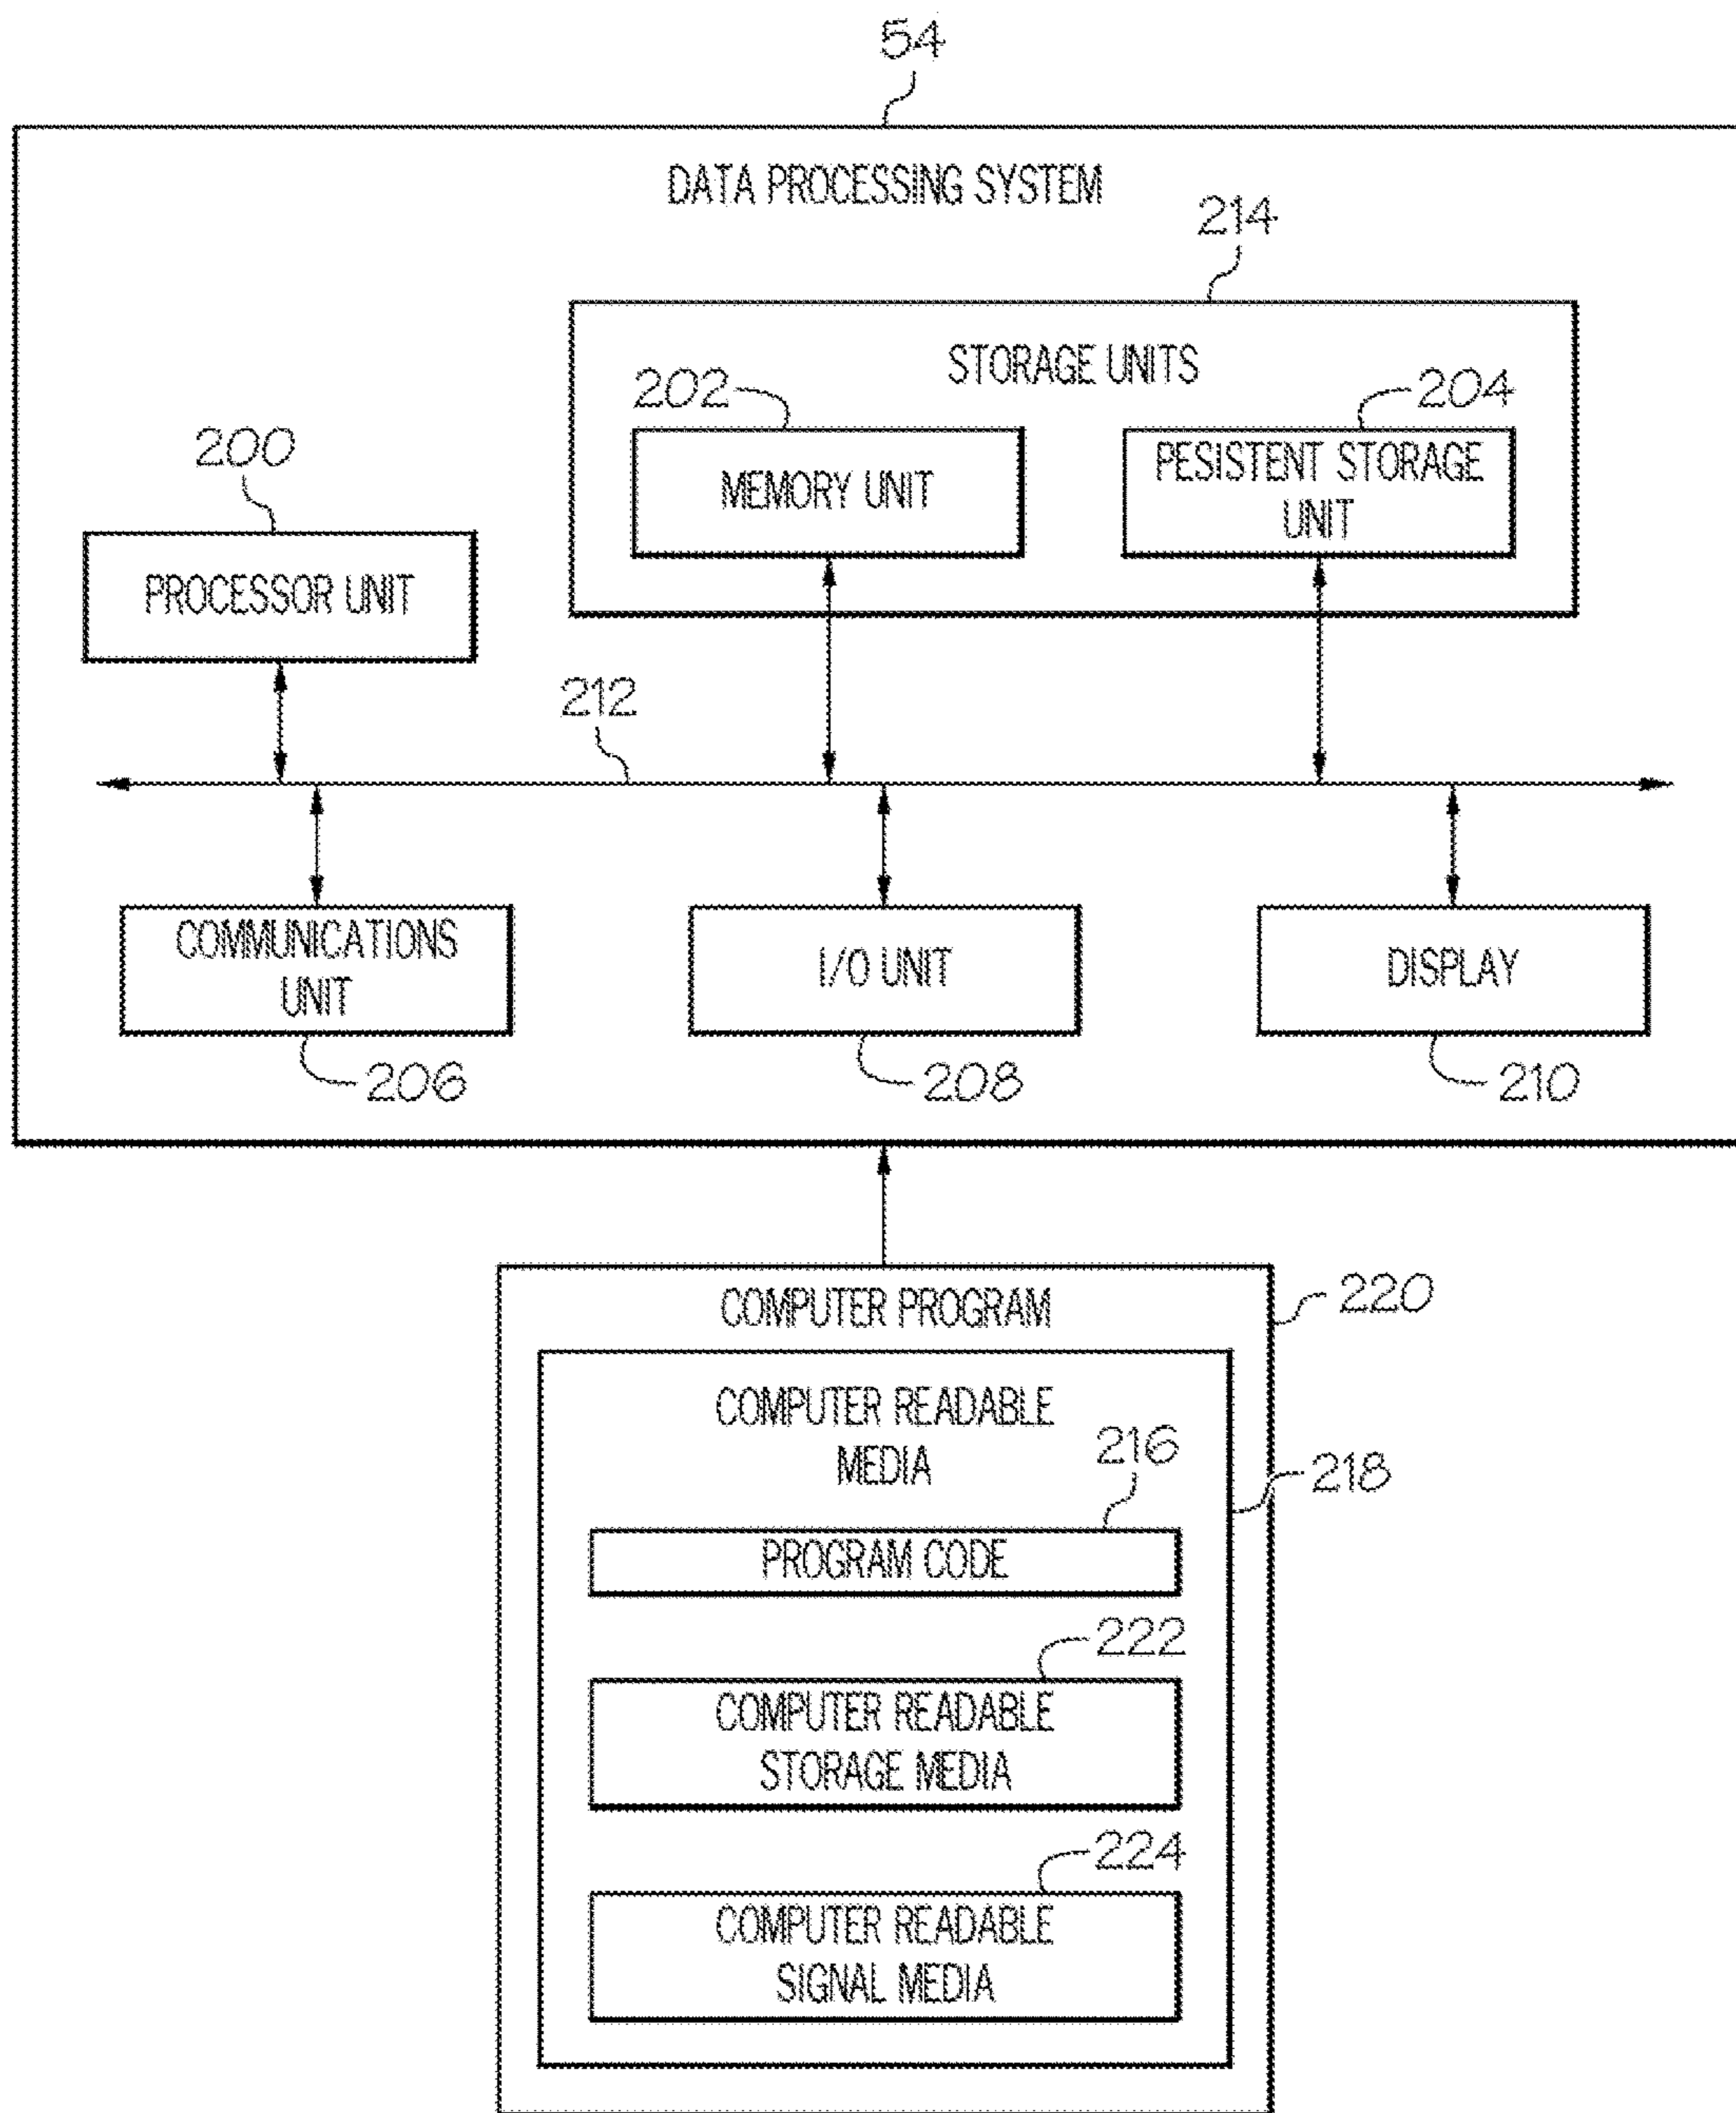 54
DATA PROCESSING SYSTEM
214
STORAGE UNITS
202
204
MEMORY UNIT
PESISTENT STORAGE
UNIT
200
PROCESSOR UNIT
212
COMMUNICATIONS
UNIT
I/O UNIT
DISPLAY
206
208
210
COMPUTER PROGRAM
220
COMPUTER READABLE
MEDIA
216
218
PROGRAM CODE
222
COMPUTER READABLE
STORAGE MEDIA
224
COMPUTER READABLE
SIGNAL MEDIA